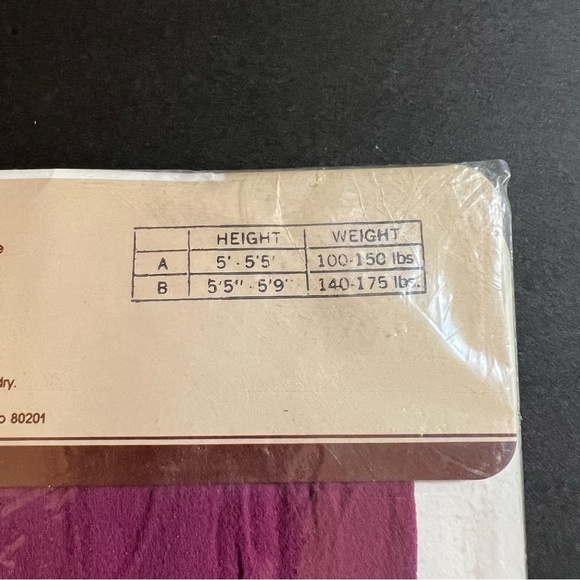 HEIGHT WEIGHT
A 5' - 5'5' 100-150 lbs.
B 5'5" - 5'9" 140-175 lbs.
dry.
80201